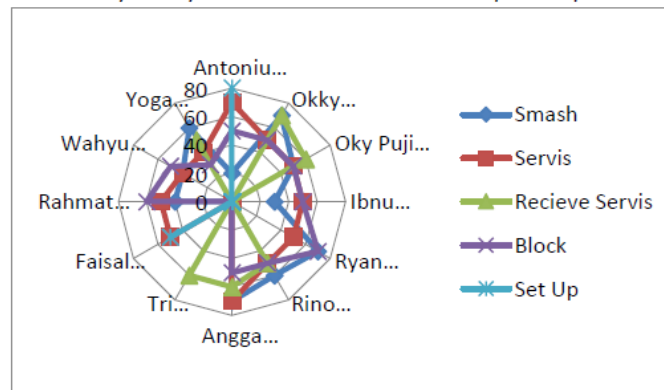 Antoniu...
Okky...
Oky Puji...
Ibnu...
Ryan...
Rino...
Angga...
Tri...
Faisal...
Rahmat...
Wahyu...
Yoga...
80
60
40
20
0
Smash
Servis
Recieve Servis
Block
Set Up